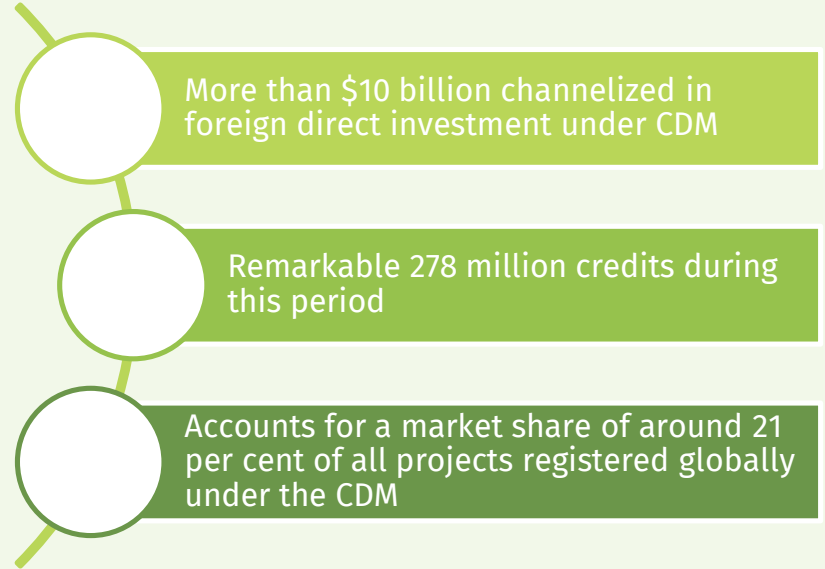 More than $10 billion channelized in
foreign direct investment under CDM
Remarkable 278 million credits during
this period
Accounts for a market share of around 21
per cent of all projects registered globally
under the CDM